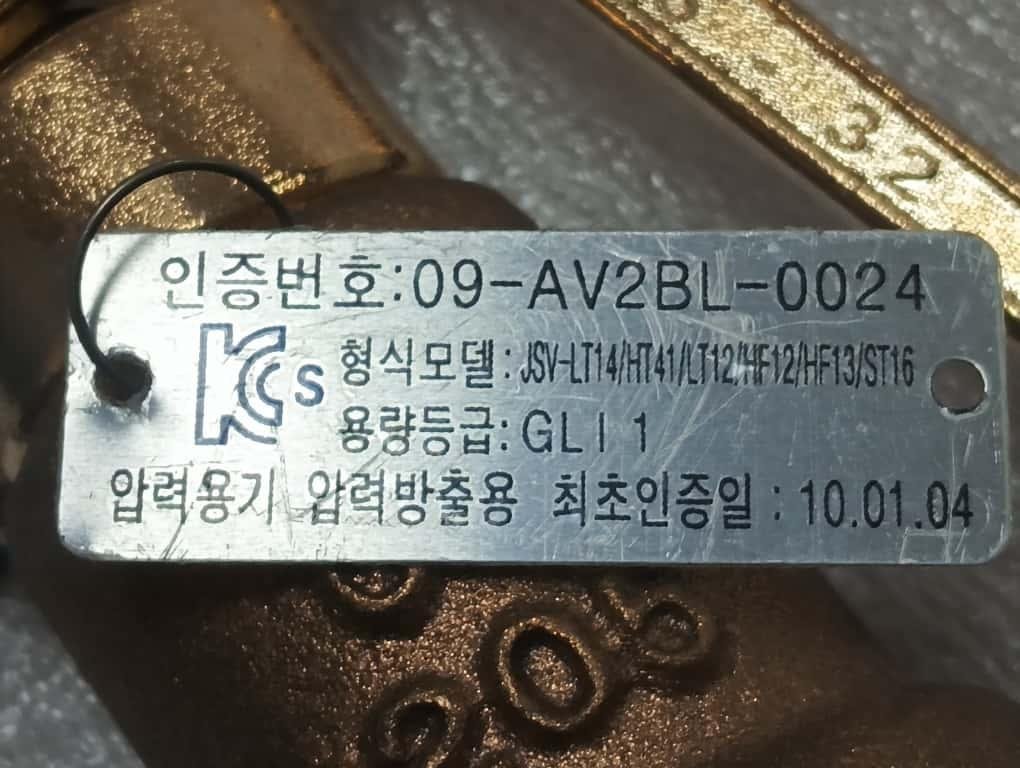 32
인증번호:09-AV2BL-0024
KCs 형식모델:JSV-LT14/HT41/LT12/HF12/HF13/ST16
용량등급:GLI 1
압력용기 압력방출용 최초인증일 : 10.01.04